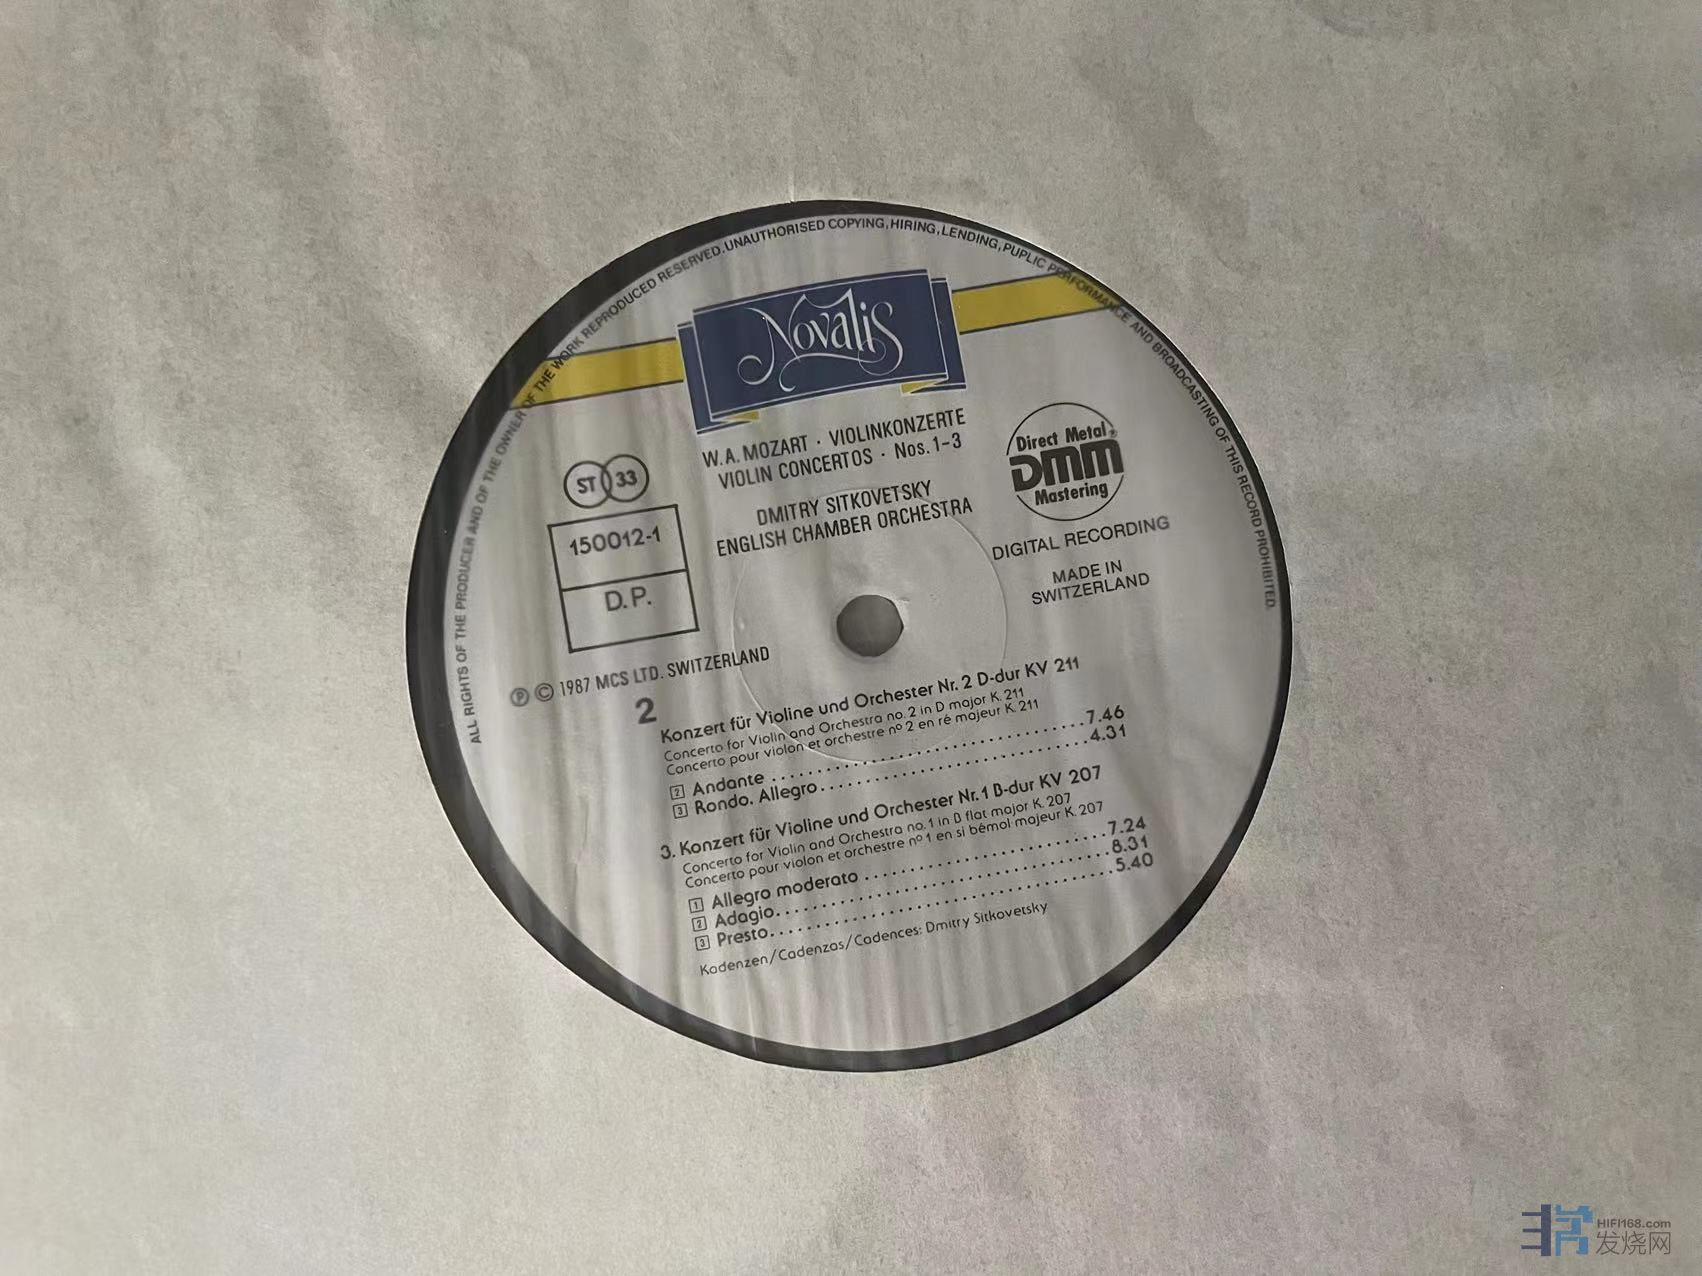 ALL RIGHTS OF THE PRODUCER AND OF THE OWNER OF THE WORK REPRODUCED RESERVED. UNAUTHORISED COPYING, HIRING, LENDING, PUPLIC PERFORMANCE AND BROADCASTING OF THIS RECORD PROHIBITED.
Novalis
W.A. MOZART · VIOLINKONZERTE
VIOLIN CONCERTOS · Nos. 1–3
DMITRY SITKOVETSKY
ENGLISH CHAMBER ORCHESTRA
ST 33
150012-1
D.P.
Direct Metal
DMM
Mastering
DIGITAL RECORDING
MADE IN
SWITZERLAND
Ⓟ © 1987 MCS LTD. SWITZERLAND
2
Konzert für Violine und Orchester Nr. 2 D-dur KV 211
Concerto for Violin and Orchestra no. 2 in D major K. 211
Concerto pour violon et orchestre nº 2 en ré majeur K. 211
2 Andante ........ 7.46
3 Rondo. Allegro ........ 4.31
3. Konzert für Violine und Orchester Nr. 1 B-dur KV 207
Concerto for Violin and Orchestra no. 1 in B flat major K. 207
Concerto pour violon et orchestre nº 1 en si bémol majeur K. 207
1 Allegro moderato ........ 7.24
2 Adagio ........ 8.31
3 Presto ........ 5.40
Kadenzen/Cadenzas/Cadences: Dmitry Sitkovetsky
HIFI168.com
发烧网